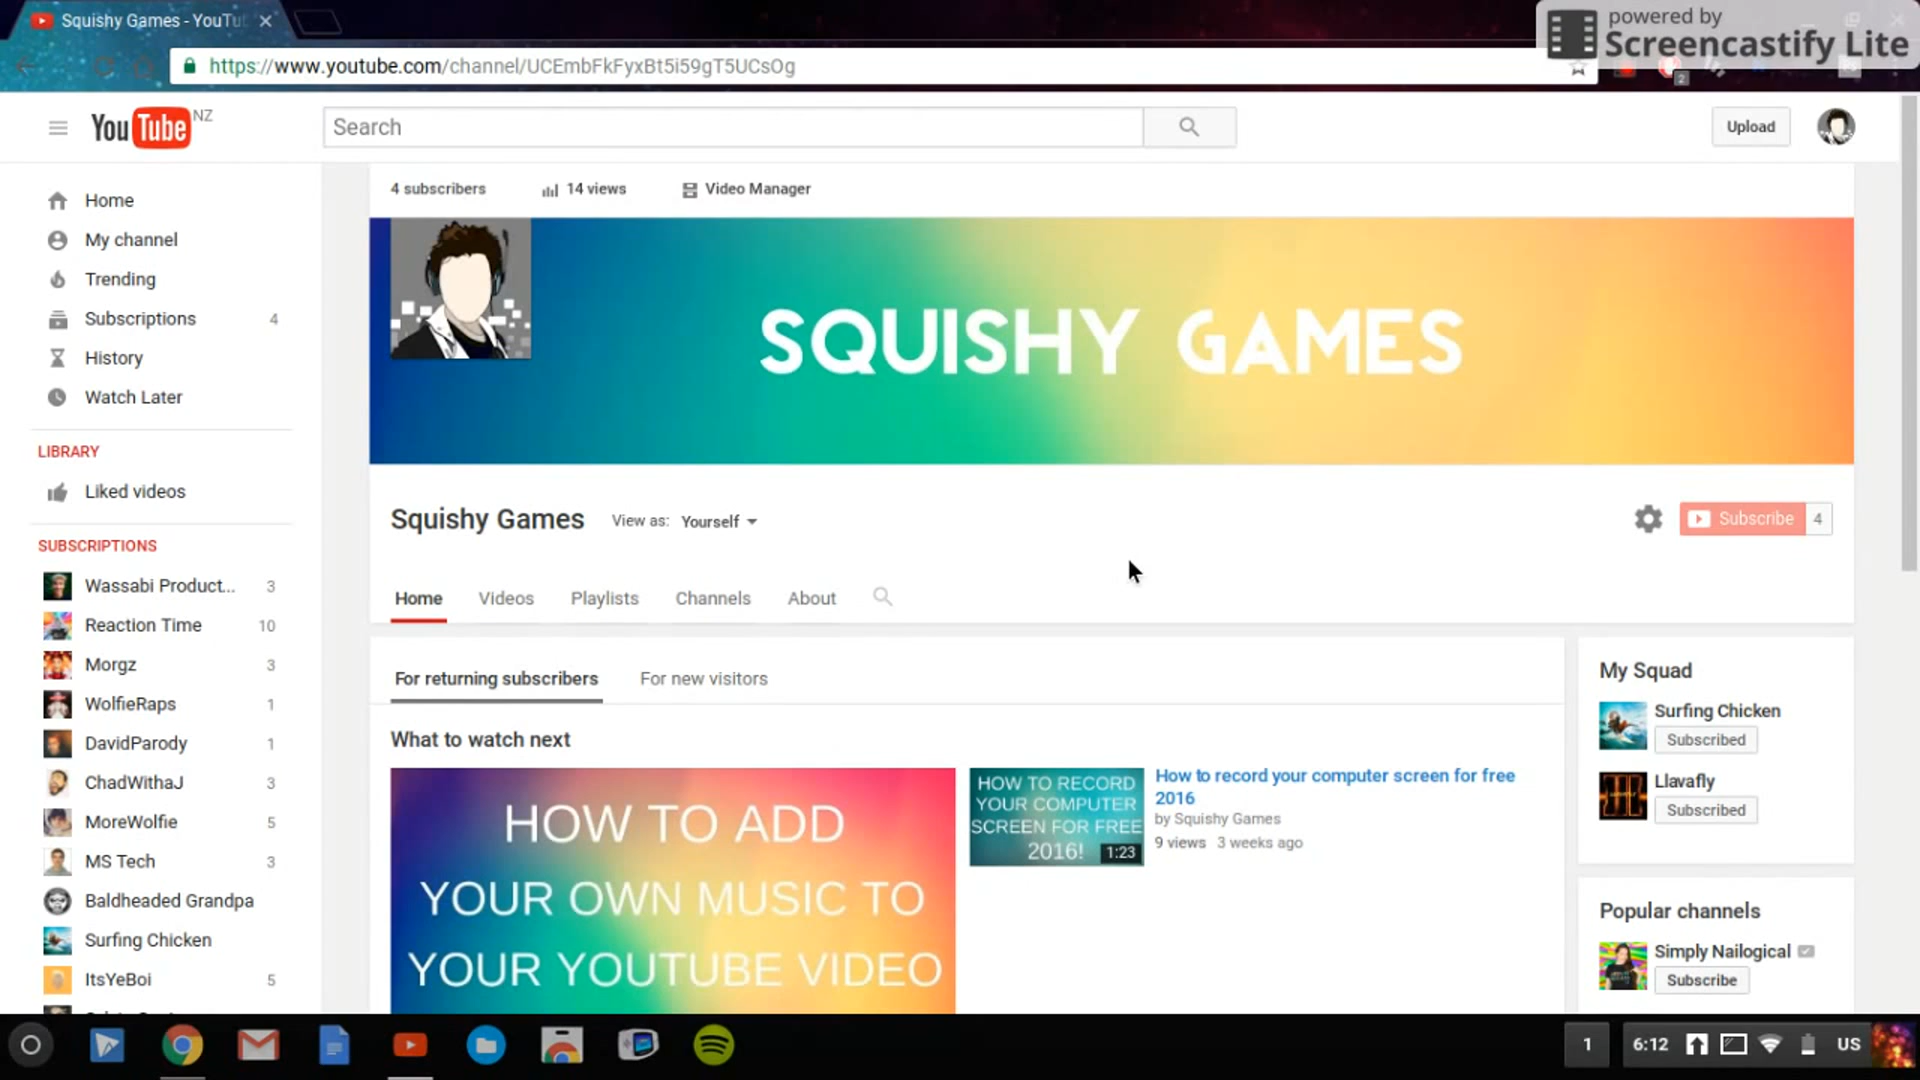 Squishy Games - YouTu
powered by
Screencastify Lite
https://www.youtube.com/channel/UCEmbFkFyxBt5i59gT5UCsOg
2
YouTube NZ
Search
Upload
4 subscribers
14 views
Video Manager
SQUISHY GAMES
Squishy Games
View as: Yourself
Subscribe 4
Home
Videos
Playlists
Channels
About
Home
My channel
Trending
Subscriptions 4
History
Watch Later
LIBRARY
Liked videos
SUBSCRIPTIONS
Wassabi Product... 3
Reaction Time 10
Morgz 3
WolfieRaps 1
DavidParody 1
ChadWithaJ 3
MoreWolfie 5
MS Tech 3
Baldheaded Grandpa
Surfing Chicken
ItsYeBoi 5
For returning subscribers
For new visitors
What to watch next
HOW TO ADD
YOUR OWN MUSIC TO
YOUR YOUTUBE VIDEO
HOW TO RECORD
YOUR COMPUTER
SCREEN FOR FREE
2016!
1:23
How to record your computer screen for free
2016
by Squishy Games
9 views 3 weeks ago
My Squad
Surfing Chicken
Subscribed
Llavafly
Subscribed
Popular channels
Simply Nailogical
Subscribe
1
6:12
US